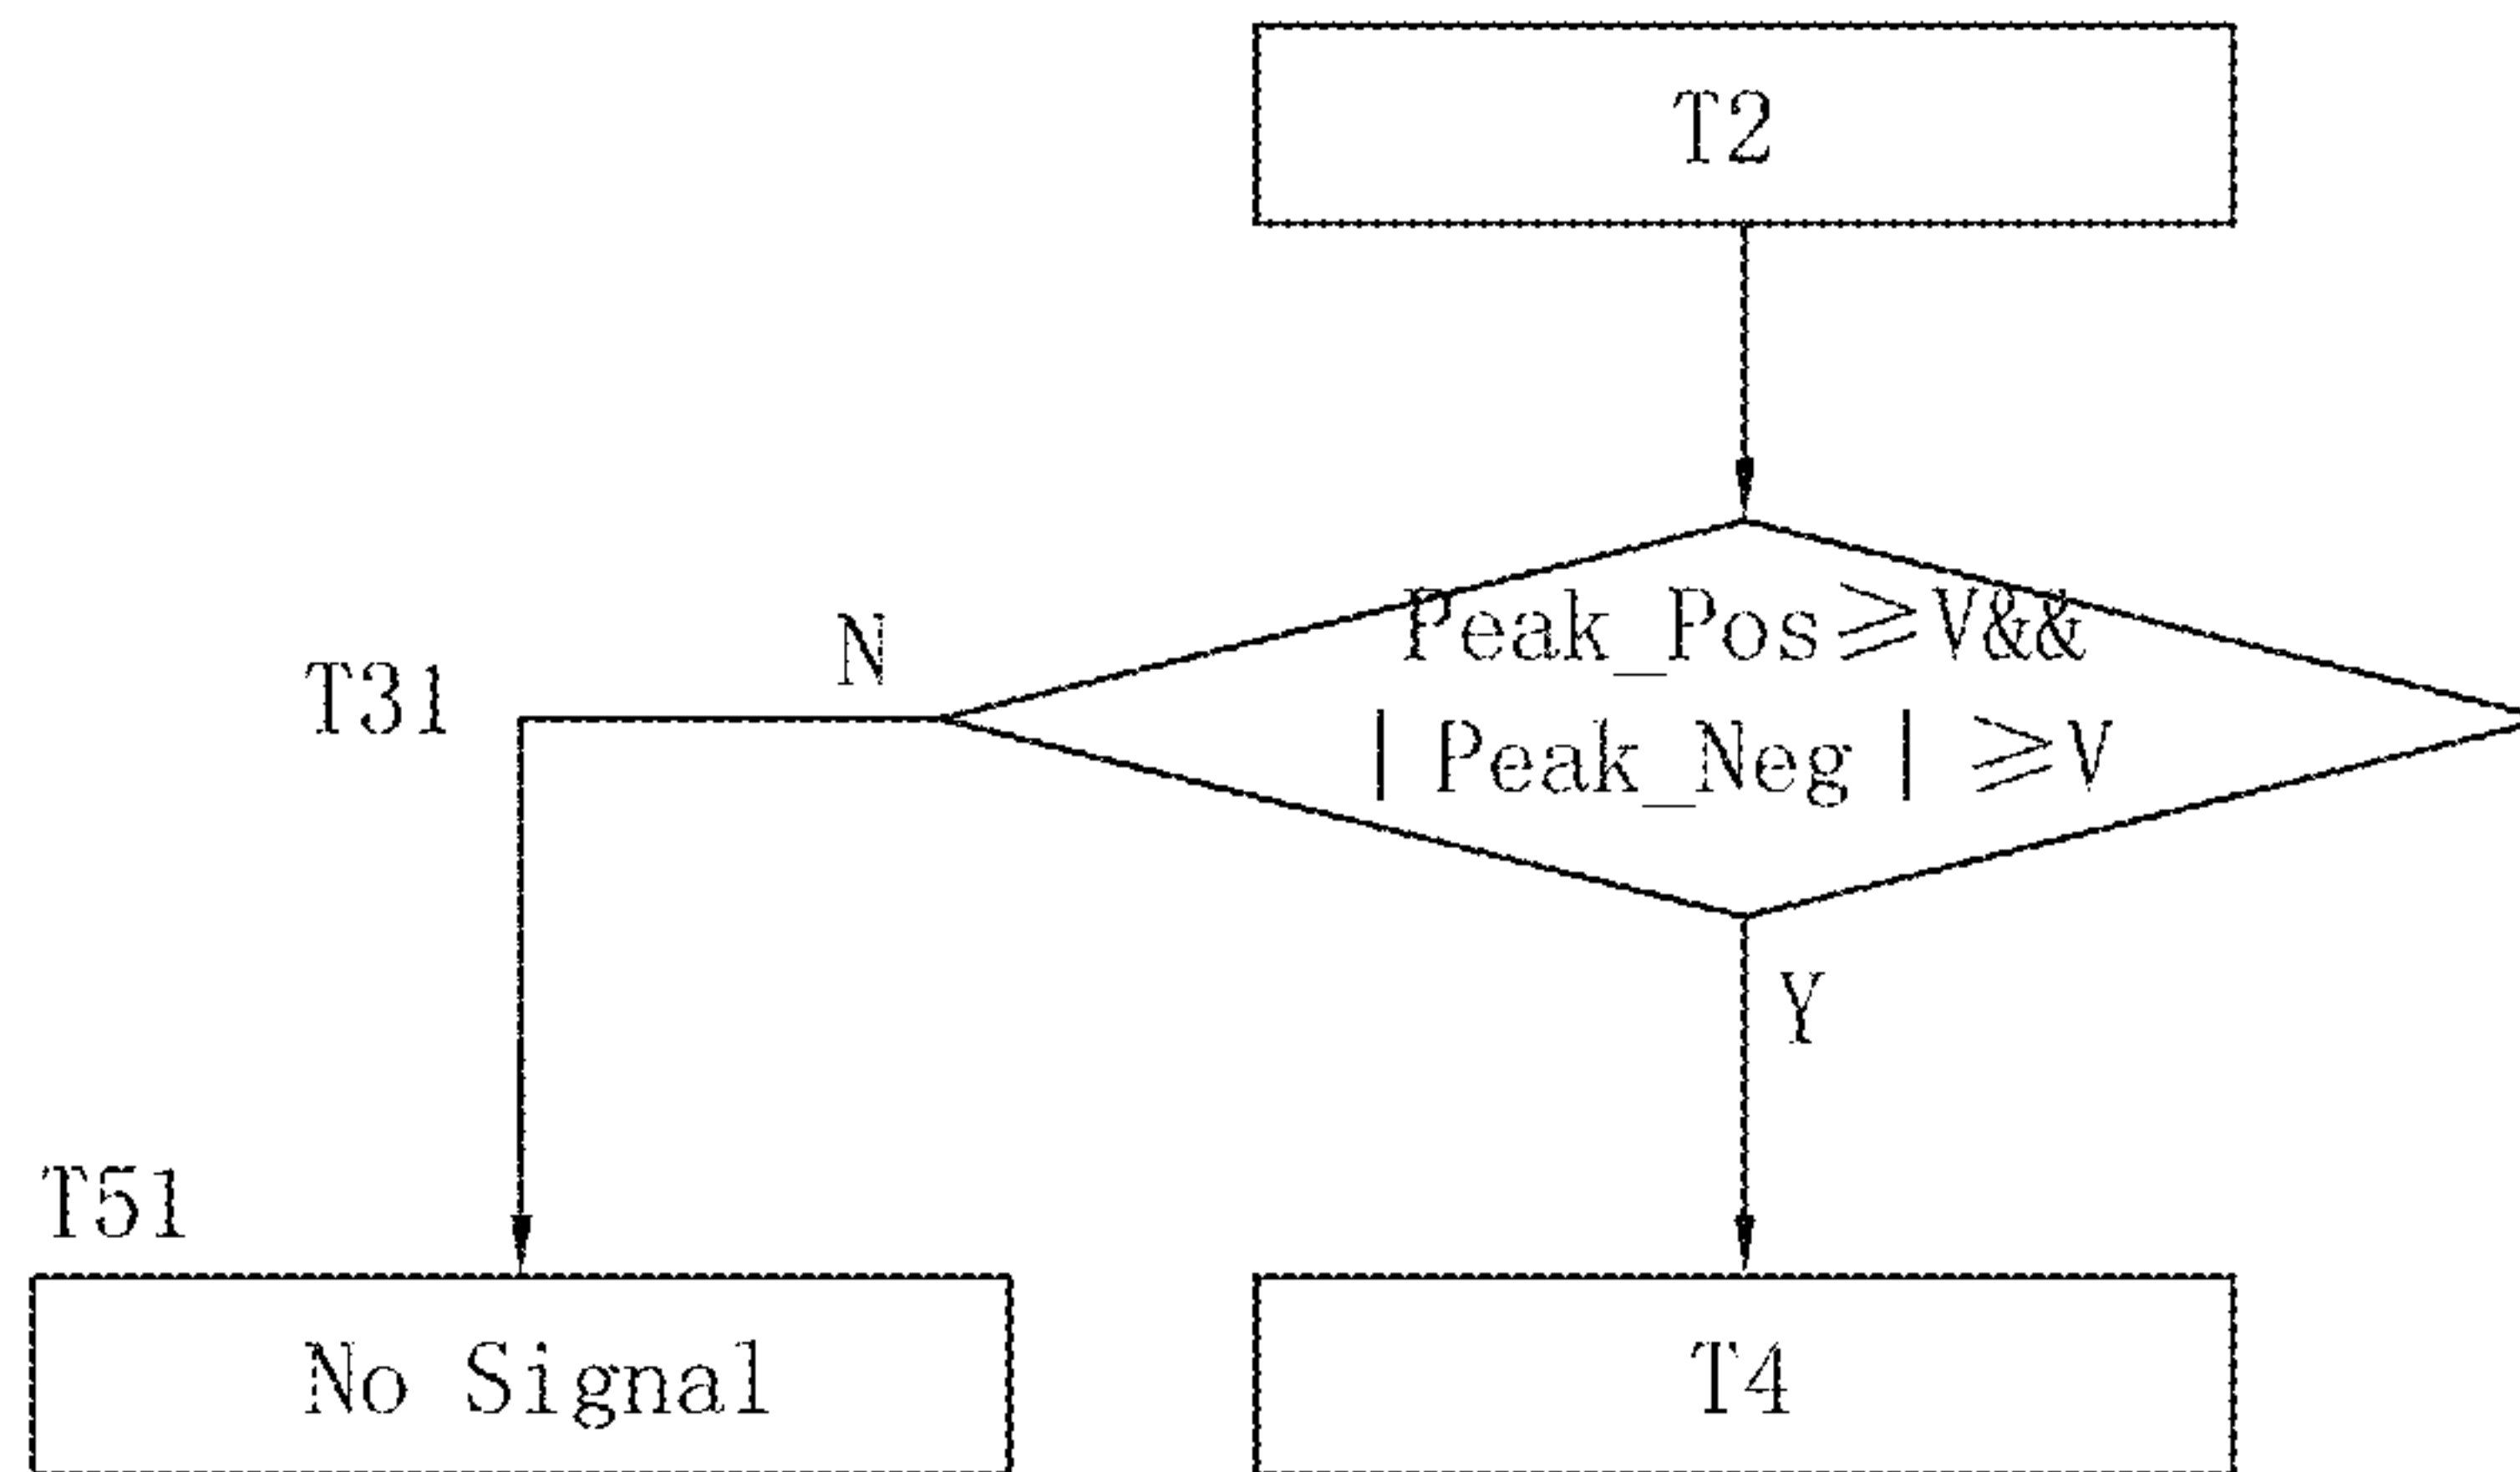 T2
Peak_Pos≥V&&
N
T31
| Peak_Neg | ≥V
Y
T51
No Signal
T4